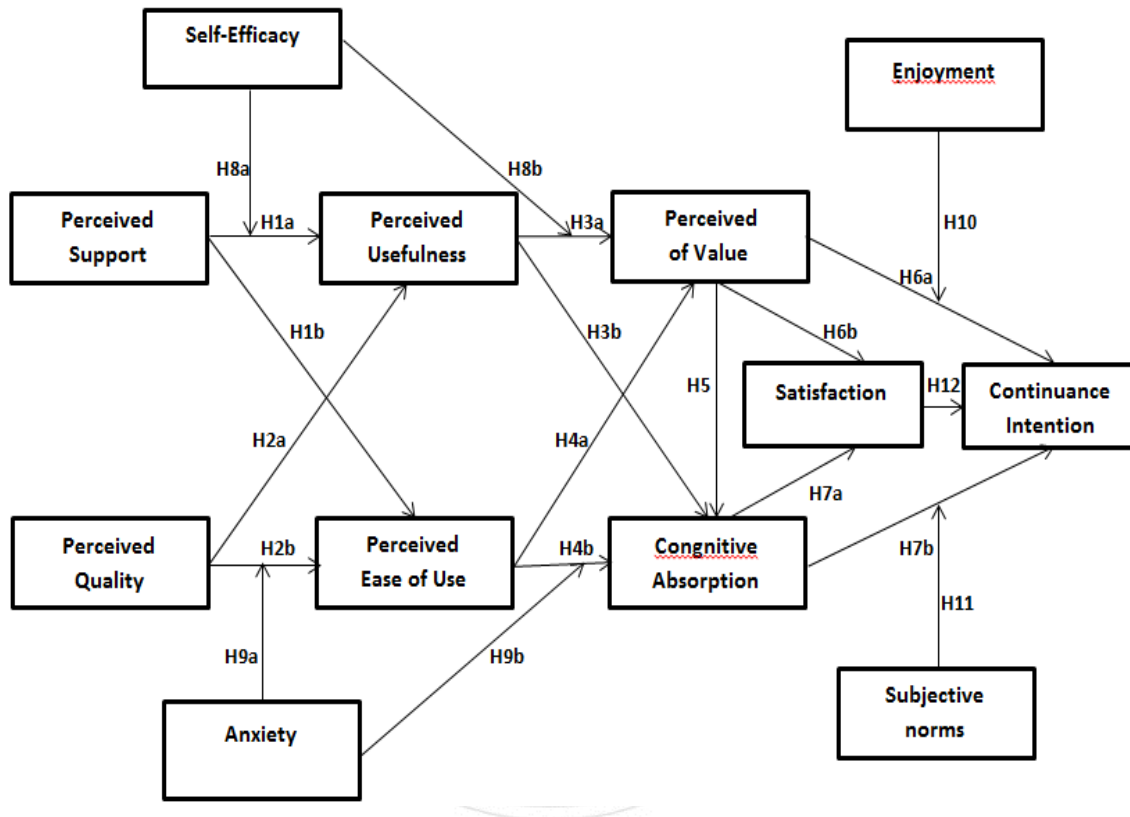 Self-Efficacy
Enjoyment
H8a
H8b
H10
Perceived
Support
H1a
Perceived
Usefulness
H3a
Perceived
of Value
H6a
H1b
H3b
H6b
H5
Satisfaction
H12
Continuance
Intention
H2a
H4a
H7a
Perceived
Quality
H2b
Perceived
Ease of Use
H4b
Congnitive
Absorption
H7b
H11
H9a
H9b
Anxiety
Subjective
norms